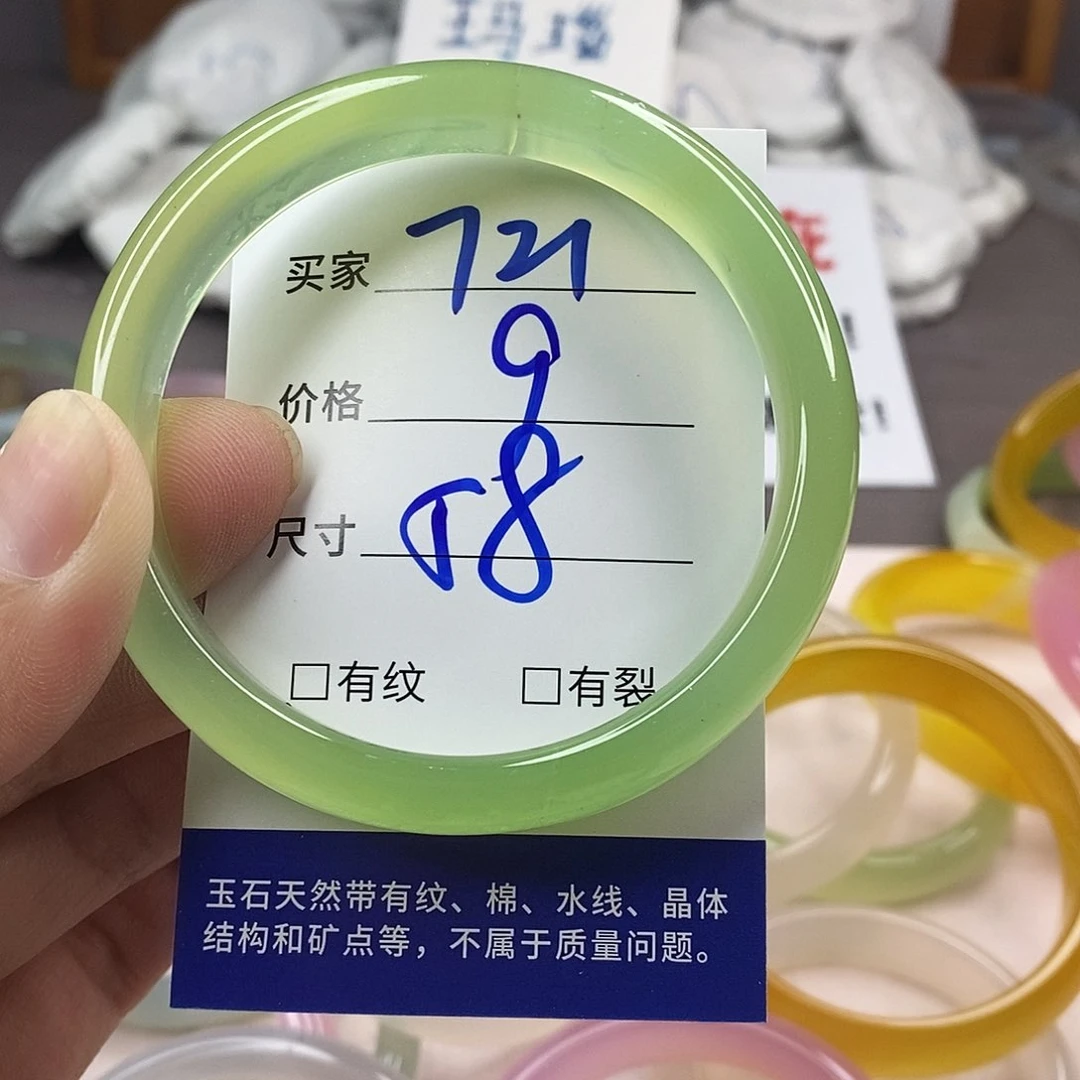 玛瑙
买家 721
价格 9
尺寸 58
□有纹 □有裂
玉石天然带有纹、棉、水线、晶体
结构和矿点等，不属于质量问题。